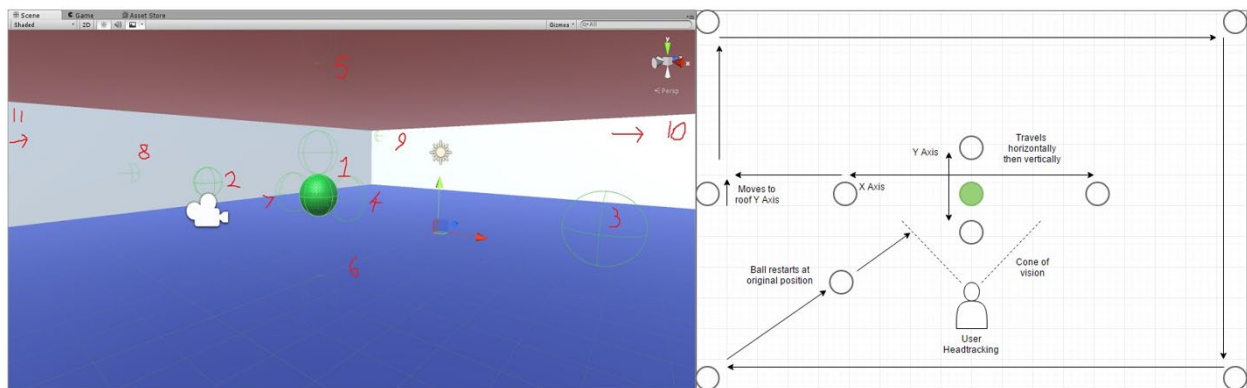 Scene Game Asset Store
Shaded 2D Gizmos All
y
x
Persp
5
11
10
9
8
1
2
7
4
3
6
Travels
horizontally
then vertically
Y Axis
X Axis
Moves to
roof Y Axis
Ball restarts at
original position
Cone of
vision
User
Headtracking